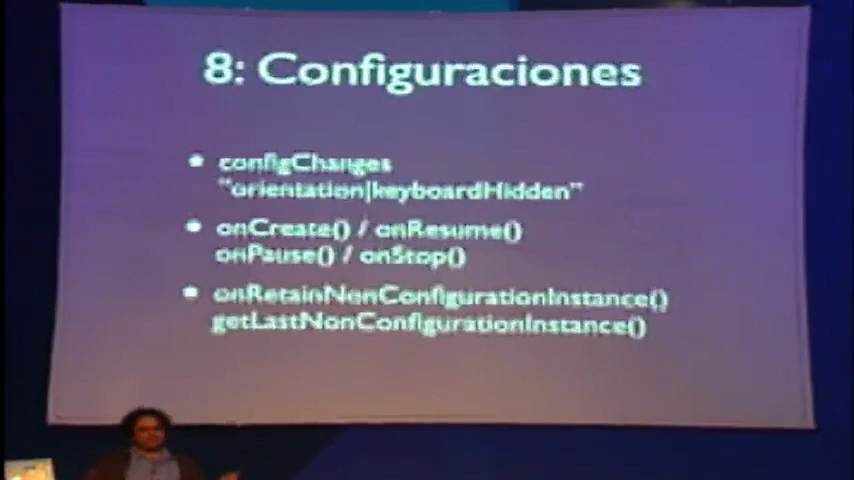 8: Configuraciones
configChanges
"orientation|keyboardHidden"
onCreate() / onResume()
onPause() / onStop()
onRetainNonConfigurationInstance()
getLastNonConfigurationInstance()